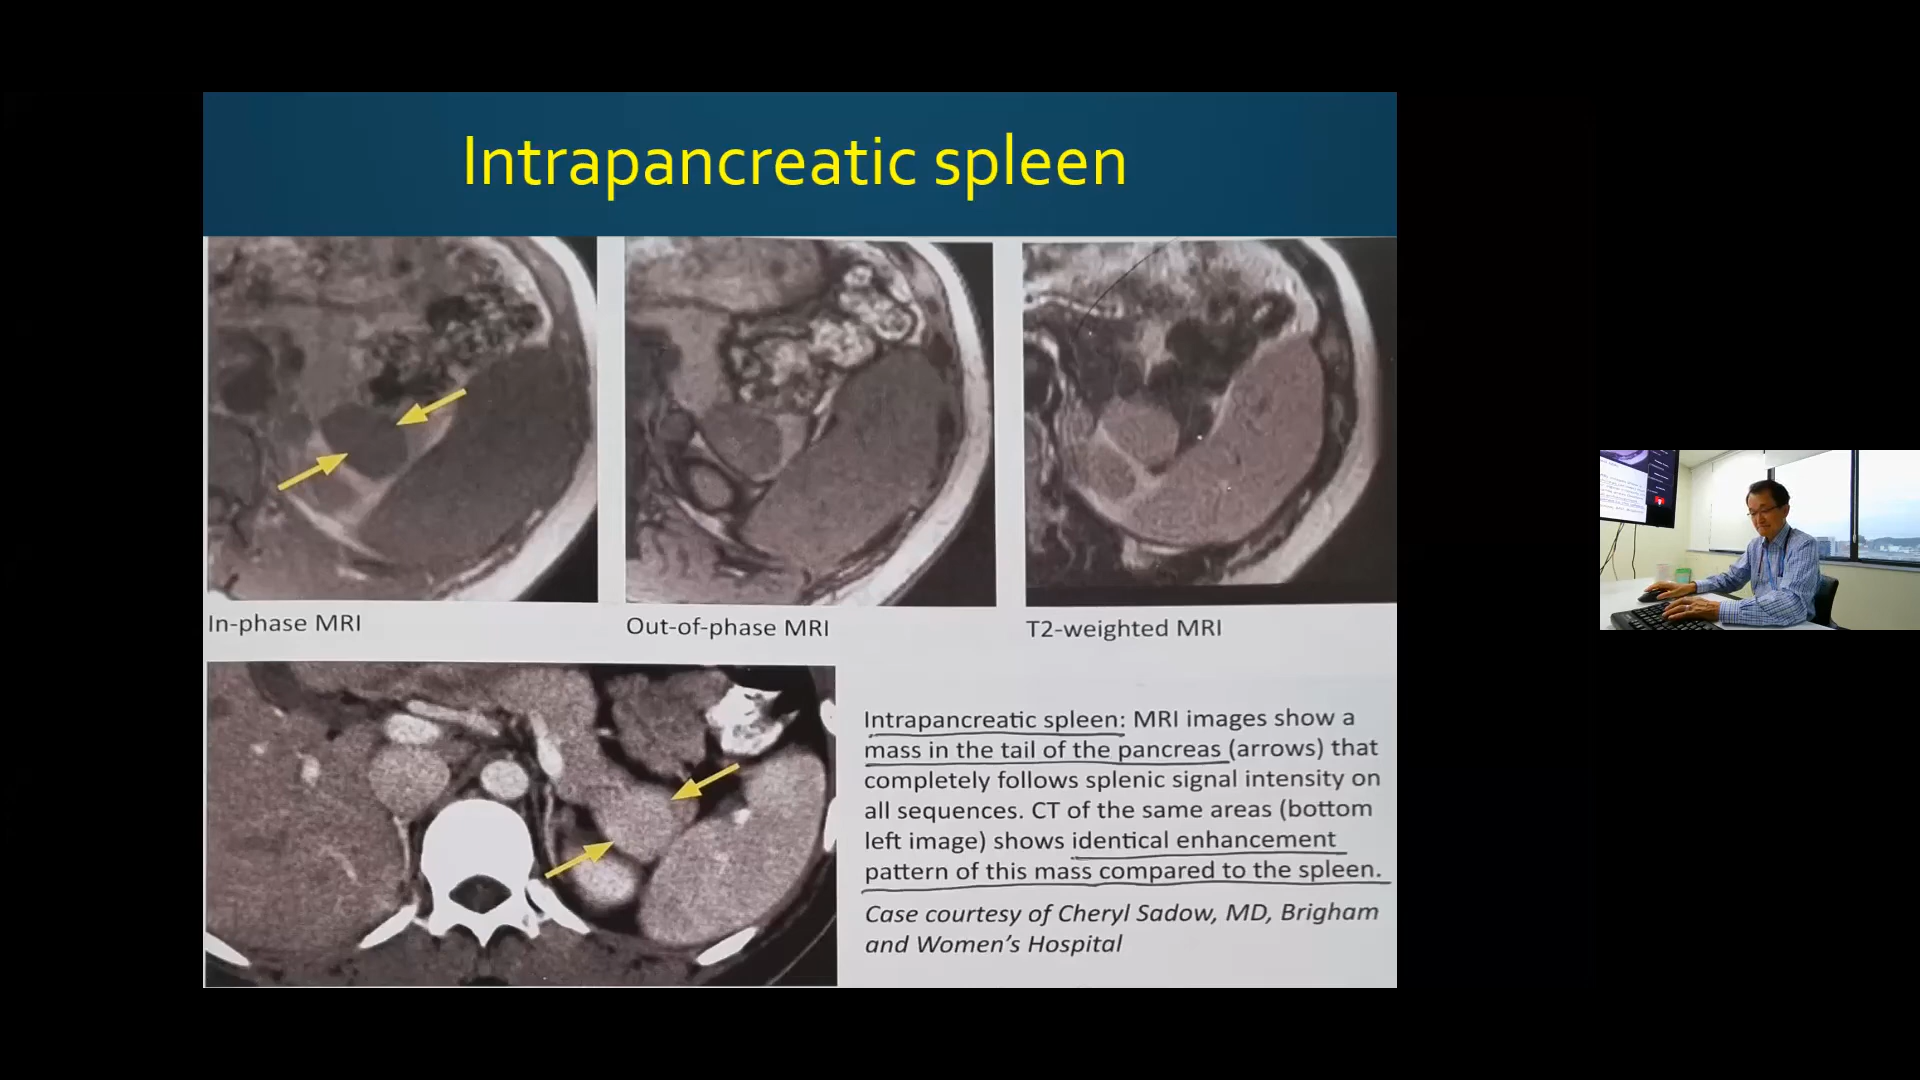 Intrapancreatic spleen
In-phase MRI
Out-of-phase MRI
T2-weighted MRI
Intrapancreatic spleen: MRI images show a
mass in the tail of the pancreas (arrows) that
completely follows splenic signal intensity on
all sequences. CT of the same areas (bottom
left image) shows identical enhancement
pattern of this mass compared to the spleen.
Case courtesy of Cheryl Sadow, MD, Brigham
and Women's Hospital